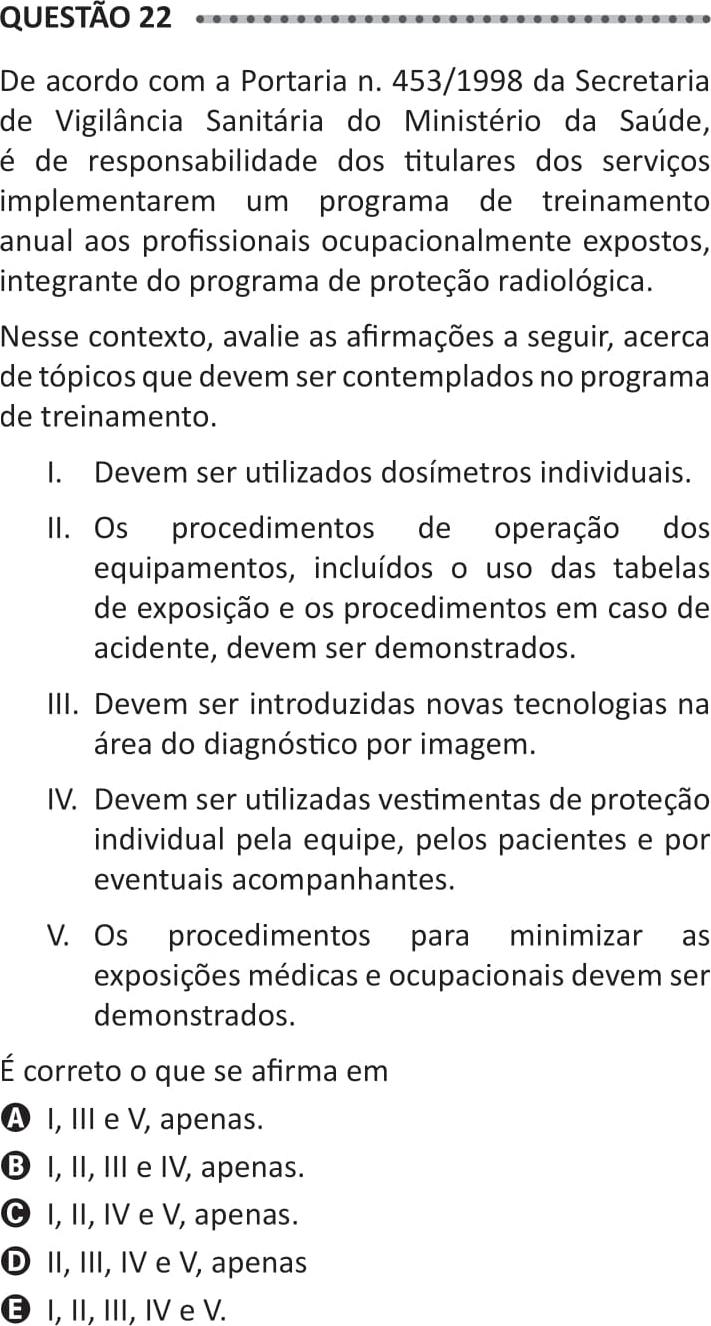 QUESTÃO 22
De acordo com a Portaria n. 453/1998 da Secretaria
de Vigilância Sanitária do Ministério da Saúde,
é de responsabilidade dos titulares dos serviços
implementarem um programa de treinamento
anual aos profissionais ocupacionalmente expostos,
integrante do programa de proteção radiológica.
Nesse contexto, avalie as afirmações a seguir, acerca
de tópicos que devem ser contemplados no programa
de treinamento.
I. Devem ser utilizados dosímetros individuais.
II. Os procedimentos de operação dos
equipamentos, incluídos o uso das tabelas
de exposição e os procedimentos em caso de
acidente, devem ser demonstrados.
III. Devem ser introduzidas novas tecnologias na
área do diagnóstico por imagem.
IV. Devem ser utilizadas vestimentas de proteção
individual pela equipe, pelos pacientes e por
eventuais acompanhantes.
V. Os procedimentos para minimizar as
exposições médicas e ocupacionais devem ser
demonstrados.
É correto o que se afirma em
A I, III e V, apenas.
B I, II, III e IV, apenas.
C I, II, IV e V, apenas.
D II, III, IV e V, apenas
E I, II, III, IV e V.